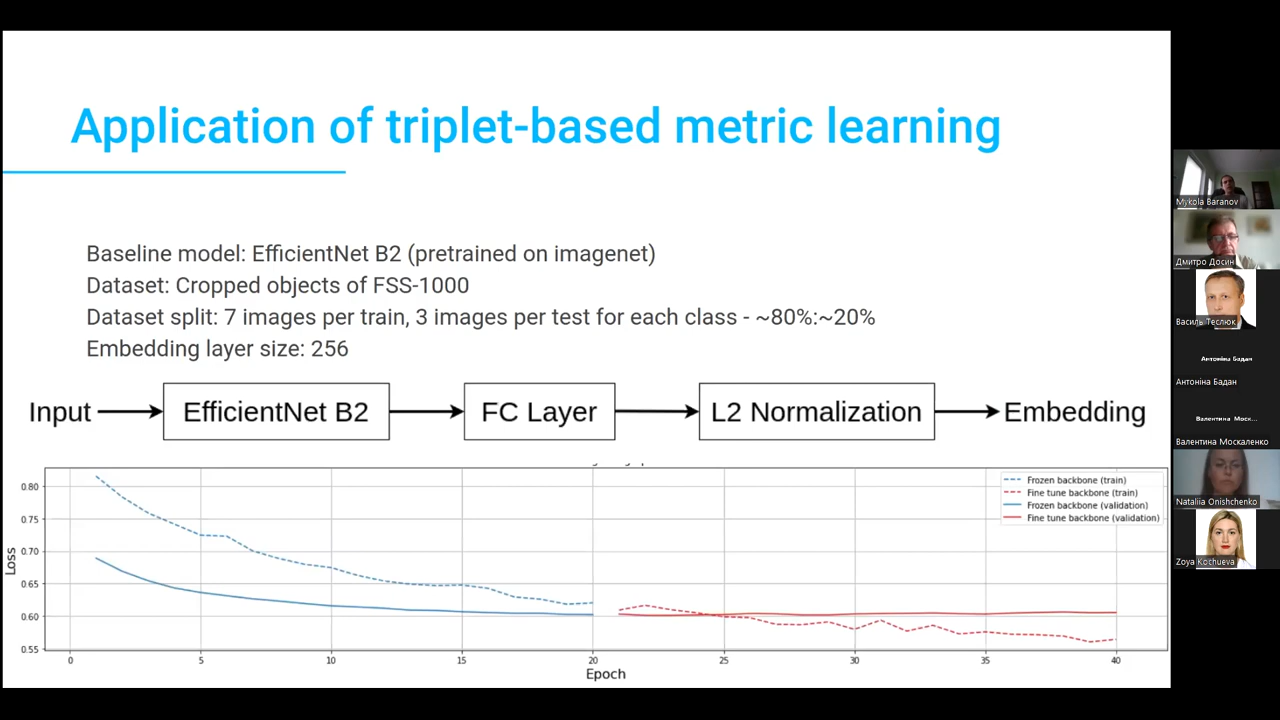 Application of triplet-based metric learning
Baseline model: EfficientNet B2 (pretrained on imagenet)
Dataset: Cropped objects of FSS-1000
Dataset split: 7 images per train, 3 images per test for each class - ~80%:~20%
Embedding layer size: 256
Input EfficientNet B2 FC Layer L2 Normalization Embedding
Frozen backbone (train)
Fine tune backbone (train)
Frozen backbone (validation)
Fine tune backbone (validation)
0.80
0.75
0.70
0.65
0.60
0.55
Loss
0 5 10 15 20 25 30 35 40
Epoch
Mykola Baranov
Дмитро Досин
Василь Теслюк
Антоніна Бадан
Антоніна Бадан
Валентина Моск...
Валентина Москаленко
Nataliia Onishchenko
Zoya Kochueva